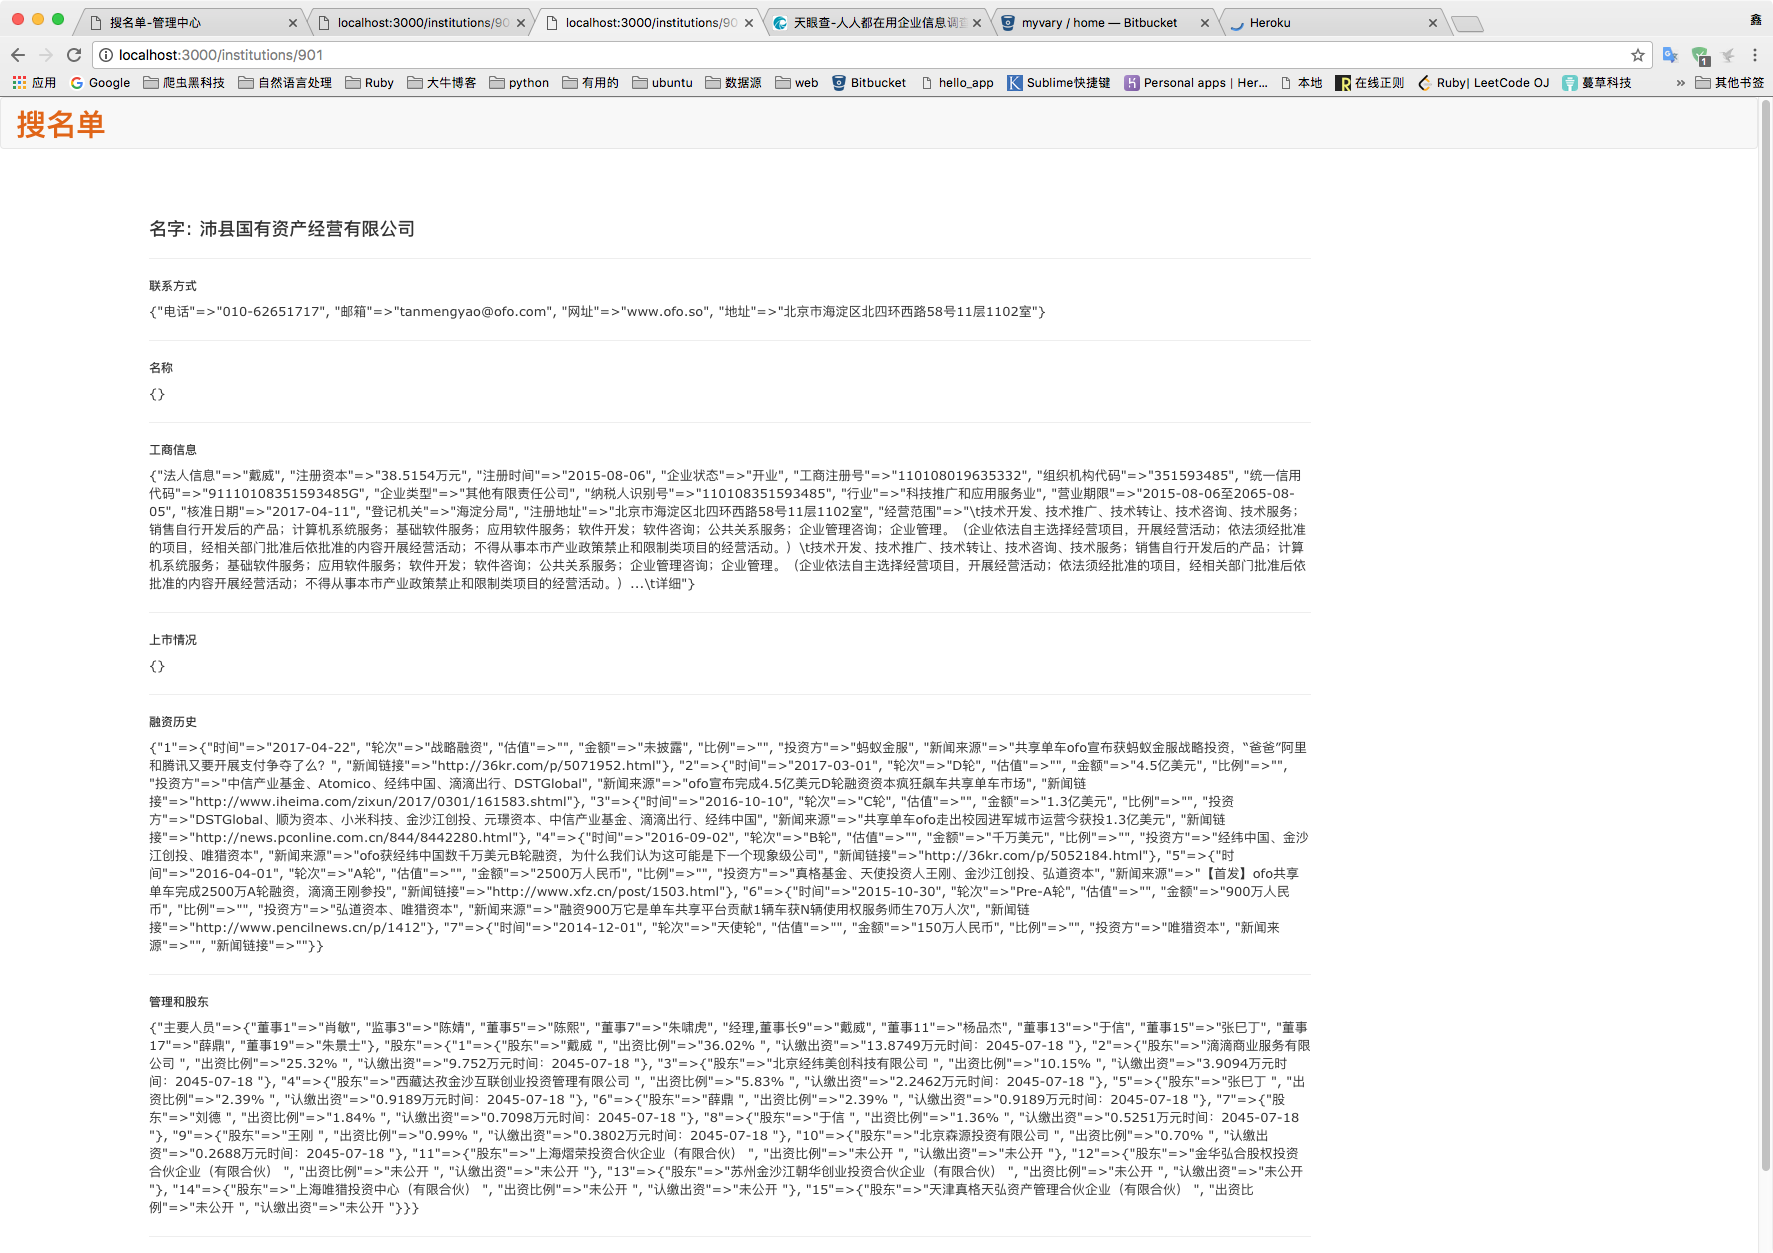 搜名单-管理中心
localhost:3000/institutions/90
localhost:3000/institutions/90
天眼查-人人都在用企业信息调查
myvary / home — Bitbucket
Heroku
鑫
localhost:3000/institutions/901
1
应用 Google 爬虫黑科技 自然语言处理 Ruby 大牛博客 python 有用的 ubuntu 数据源 web Bitbucket hello_app Sublime快捷键 Personal apps | Her... 本地 在线正则 Ruby| LeetCode OJ 蔓草科技 » 其他书签
搜名单
名字：沛县国有资产经营有限公司
联系方式
{"电话"=>"010-62651717", "邮箱"=>"tanmengyao@ofo.com", "网址"=>"www.ofo.so", "地址"=>"北京市海淀区北四环西路58号11层1102室"}
名称
{}
工商信息
{"法人信息"=>"戴威", "注册资本"=>"38.5154万元", "注册时间"=>"2015-08-06", "企业状态"=>"开业", "工商注册号"=>"110108019635332", "组织机构代码"=>"351593485", "统一信用
代码"=>"91110108351593485G", "企业类型"=>"其他有限责任公司", "纳税人识别号"=>"110108351593485", "行业"=>"科技推广和应用服务业", "营业期限"=>"2015-08-06至2065-08-
05", "核准日期"=>"2017-04-11", "登记机关"=>"海淀分局", "注册地址"=>"北京市海淀区北四环西路58号11层1102室", "经营范围"=>"\t技术开发、技术推广、技术转让、技术咨询、技术服务；
销售自行开发后的产品；计算机系统服务；基础软件服务；应用软件服务；软件开发；软件咨询；公共关系服务；企业管理咨询；企业管理。（企业依法自主选择经营项目，开展经营活动；依法须经批准
的项目，经相关部门批准后依批准的内容开展经营活动；不得从事本市产业政策禁止和限制类项目的经营活动。）\t技术开发、技术推广、技术转让、技术咨询、技术服务；销售自行开发后的产品；计算
机系统服务；基础软件服务；应用软件服务；软件开发；软件咨询；公共关系服务；企业管理咨询；企业管理。（企业依法自主选择经营项目，开展经营活动；依法须经批准的项目，经相关部门批准后依
批准的内容开展经营活动；不得从事本市产业政策禁止和限制类项目的经营活动。）...\t详细"}
上市情况
{}
融资历史
{"1"=>{"时间"=>"2017-04-22", "轮次"=>"战略融资", "估值"=>"", "金额"=>"未披露", "比例"=>"", "投资方"=>"蚂蚁金服", "新闻来源"=>"共享单车ofo宣布获蚂蚁金服战略投资，“爸爸”阿里
和腾讯又要开展支付争夺了么？", "新闻链接"=>"http://36kr.com/p/5071952.html"}, "2"=>{"时间"=>"2017-03-01", "轮次"=>"D轮", "估值"=>"", "金额"=>"4.5亿美元", "比例"=>"",
"投资方"=>"中信产业基金、Atomico、经纬中国、滴滴出行、DSTGlobal", "新闻来源"=>"ofo宣布完成4.5亿美元D轮融资资本疯狂飙车共享单车市场", "新闻链
接"=>"http://www.iheima.com/zixun/2017/0301/161583.shtml"}, "3"=>{"时间"=>"2016-10-10", "轮次"=>"C轮", "估值"=>"", "金额"=>"1.3亿美元", "比例"=>"", "投资
方"=>"DSTGlobal、顺为资本、小米科技、金沙江创投、元璟资本、中信产业基金、滴滴出行、经纬中国", "新闻来源"=>"共享单车ofo走出校园进军城市运营今获投1.3亿美元", "新闻链
接"=>"http://news.pconline.com.cn/844/8442280.html"}, "4"=>{"时间"=>"2016-09-02", "轮次"=>"B轮", "估值"=>"", "金额"=>"千万美元", "比例"=>"", "投资方"=>"经纬中国、金沙
江创投、唯猎资本", "新闻来源"=>"ofo获经纬中国数千万美元B轮融资，为什么我们认为这可能是下一个现象级公司", "新闻链接"=>"http://36kr.com/p/5052184.html"}, "5"=>{"时
间"=>"2016-04-01", "轮次"=>"A轮", "估值"=>"", "金额"=>"2500万人民币", "比例"=>"", "投资方"=>"真格基金、天使投资人王刚、金沙江创投、弘道资本", "新闻来源"=>"【首发】ofo共享
单车完成2500万A轮融资，滴滴王刚参投", "新闻链接"=>"http://www.xfz.cn/post/1503.html"}, "6"=>{"时间"=>"2015-10-30", "轮次"=>"Pre-A轮", "估值"=>"", "金额"=>"900万人民
币", "比例"=>"", "投资方"=>"弘道资本、唯猎资本", "新闻来源"=>"融资900万它是单车共享平台贡献1辆车获N辆使用权服务师生70万人次", "新闻链
接"=>"http://www.pencilnews.cn/p/1412"}, "7"=>{"时间"=>"2014-12-01", "轮次"=>"天使轮", "估值"=>"", "金额"=>"150万人民币", "比例"=>"", "投资方"=>"唯猎资本", "新闻来
源"=>"", "新闻链接"=>""}}
管理和股东
{"主要人员"=>{"董事1"=>"肖敏", "监事3"=>"陈婧", "董事5"=>"陈熙", "董事7"=>"朱啸虎", "经理,董事长9"=>"戴威", "董事11"=>"杨品杰", "董事13"=>"于信", "董事15"=>"张巳丁", "董事
17"=>"薛鼎", "董事19"=>"朱景士"}, "股东"=>{"1"=>{"股东"=>"戴威 ", "出资比例"=>"36.02% ", "认缴出资"=>"13.8749万元时间：2045-07-18 "}, "2"=>{"股东"=>"滴滴商业服务有限
公司 ", "出资比例"=>"25.32% ", "认缴出资"=>"9.752万元时间：2045-07-18 "}, "3"=>{"股东"=>"北京经纬美创科技有限公司 ", "出资比例"=>"10.15% ", "认缴出资"=>"3.9094万元时
间：2045-07-18 "}, "4"=>{"股东"=>"西藏达孜金沙互联创业投资管理有限公司 ", "出资比例"=>"5.83% ", "认缴出资"=>"2.2462万元时间：2045-07-18 "}, "5"=>{"股东"=>"张巳丁 ", "出
资比例"=>"2.39% ", "认缴出资"=>"0.9189万元时间：2045-07-18 "}, "6"=>{"股东"=>"薛鼎 ", "出资比例"=>"2.39% ", "认缴出资"=>"0.9189万元时间：2045-07-18 "}, "7"=>{"股
东"=>"刘德 ", "出资比例"=>"1.84% ", "认缴出资"=>"0.7098万元时间：2045-07-18 "}, "8"=>{"股东"=>"于信 ", "出资比例"=>"1.36% ", "认缴出资"=>"0.5251万元时间：2045-07-18
"}, "9"=>{"股东"=>"王刚 ", "出资比例"=>"0.99% ", "认缴出资"=>"0.3802万元时间：2045-07-18 "}, "10"=>{"股东"=>"北京森源投资有限公司 ", "出资比例"=>"0.70% ", "认缴出
资"=>"0.2688万元时间：2045-07-18 "}, "11"=>{"股东"=>"上海熠荣投资合伙企业（有限合伙） ", "出资比例"=>"未公开 ", "认缴出资"=>"未公开 "}, "12"=>{"股东"=>"金华弘合股权投资
合伙企业（有限合伙） ", "出资比例"=>"未公开 ", "认缴出资"=>"未公开 "}, "13"=>{"股东"=>"苏州金沙江朝华创业投资合伙企业（有限合伙） ", "出资比例"=>"未公开 ", "认缴出资"=>"未公开
"}, "14"=>{"股东"=>"上海唯猎投资中心（有限合伙） ", "出资比例"=>"未公开 ", "认缴出资"=>"未公开 "}, "15"=>{"股东"=>"天津真格天弘资产管理合伙企业（有限合伙） ", "出资比
例"=>"未公开 ", "认缴出资"=>"未公开 "}}}